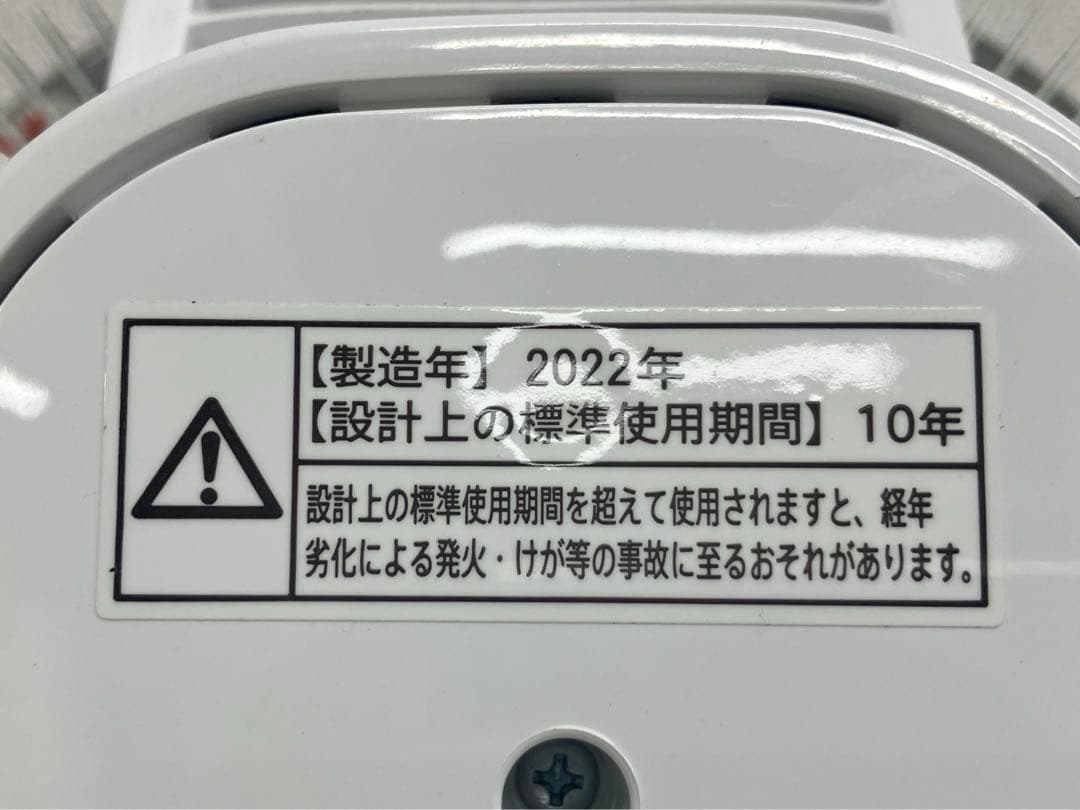 【製造年】 2022年
【設計上の標準使用期間】 10年
設計上の標準使用期間を超えて使用されますと、経年
劣化による発火・けが等の事故に至るおそれがあります。